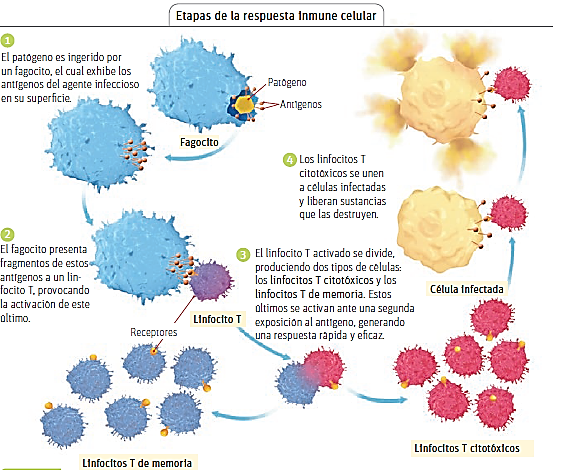 Etapas de la respuesta inmune celular
1
El patógeno es ingerido por
un fagocito, el cual exhibe los
antígenos del agente infeccioso
en su superficie.
Patógeno
Antígenos
Fagocito
2
El fagocito presenta
fragmentos de estos
antígenos a un lin-
focito T, provocando
la activación de este
último.
Linfocito T
Receptores
3
El linfocito T activado se divide,
produciendo dos tipos de células:
los linfocitos T citotóxicos y los
linfocitos T de memoria. Estos
últimos se activan ante una segunda
exposición al antígeno, generando
una respuesta rápida y eficaz.
4
Los linfocitos T
citotóxicos se unen
a células infectadas
y liberan sustancias
que las destruyen.
Célula infectada
Linfocitos T de memoria
Linfocitos T citotóxicos